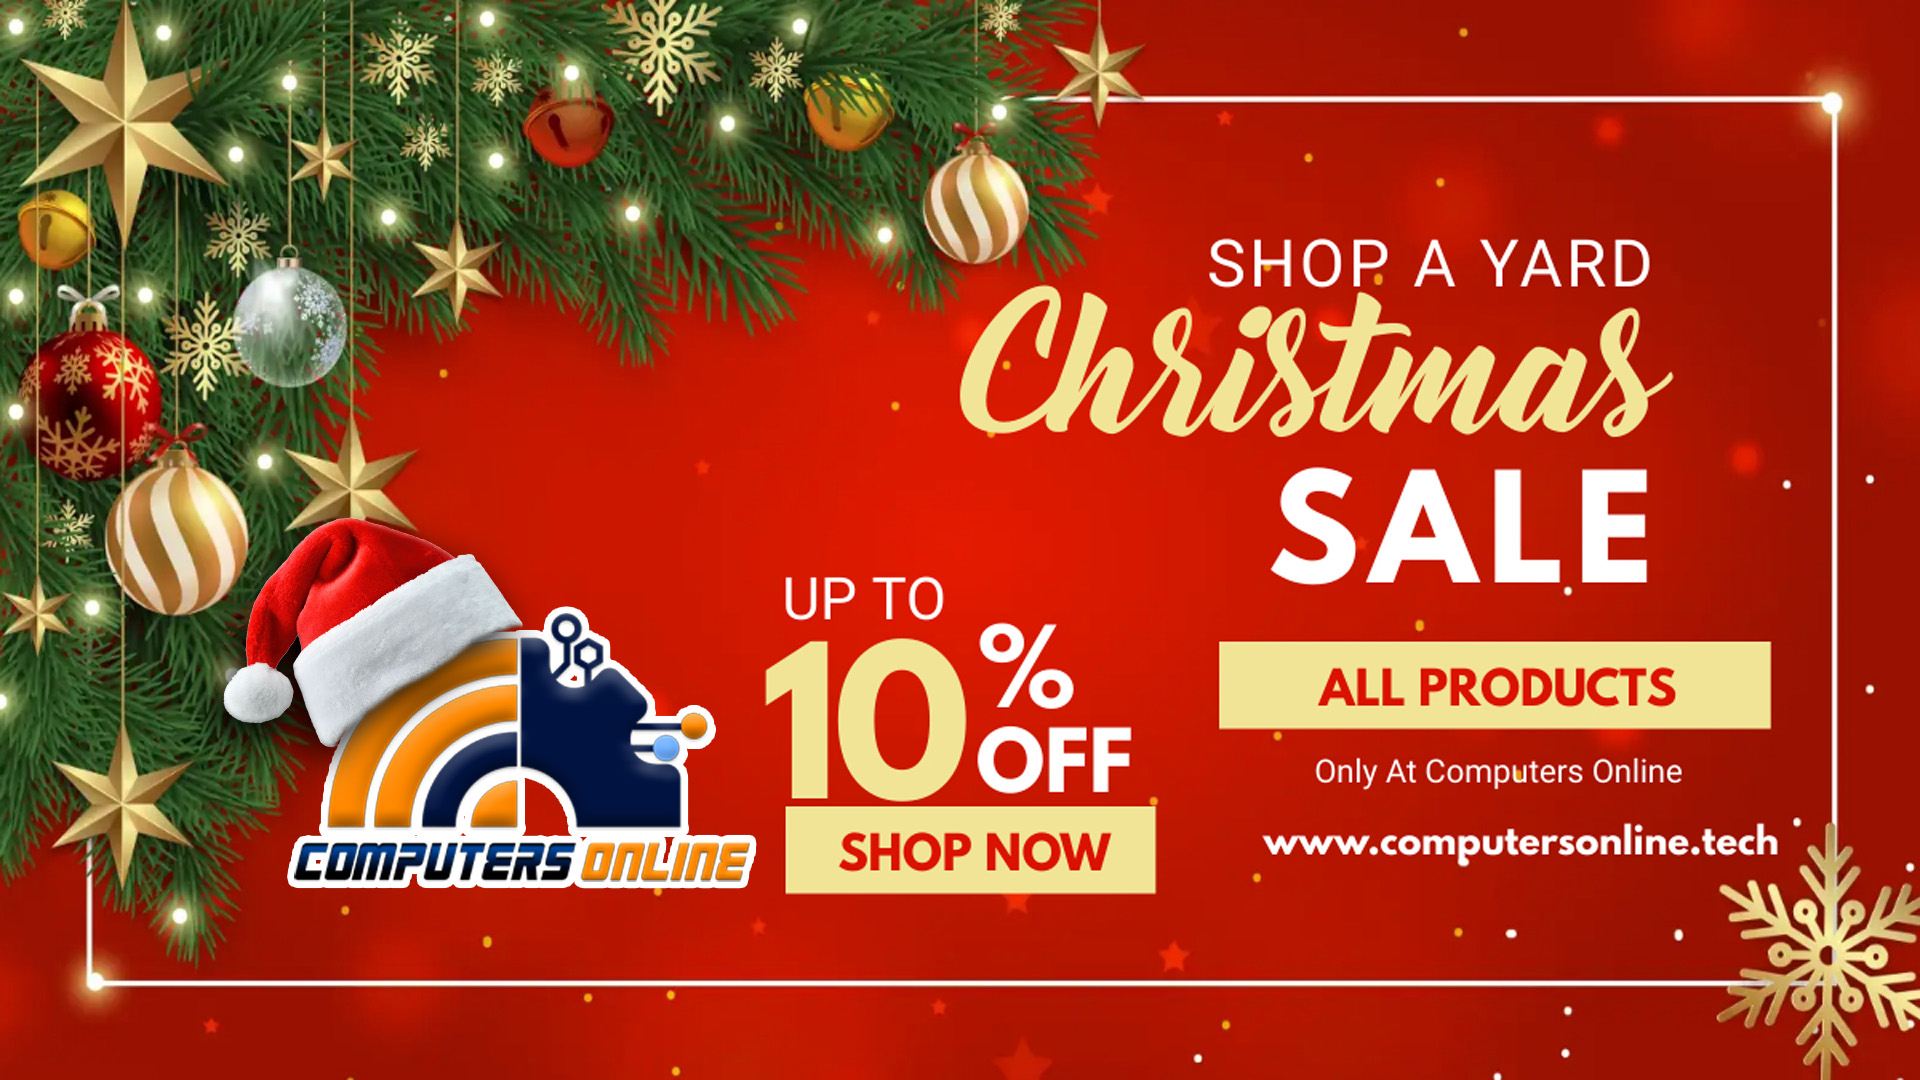 SHOP A YARD
Christmas
SALE
UP TO
10%
OFF
SHOP NOW
ALL PRODUCTS
Only At Computers Online
www.computersonline.tech
COMPUTERS ONLINE